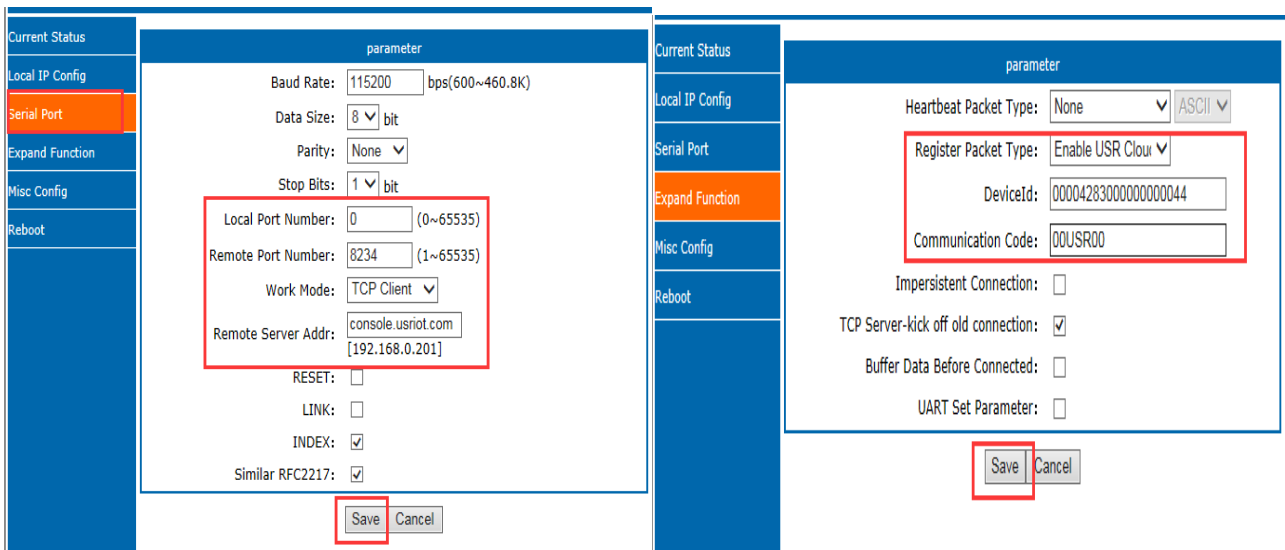 Current Status
Local IP Config
Serial Port
Expand Function
Misc Config
Reboot
parameter
Baud Rate: 115200 bps(600~460.8K)
Data Size: 8 bit
Parity: None
Stop Bits: 1 bit
Local Port Number: 0 (0~65535)
Remote Port Number: 8234 (1~65535)
Work Mode: TCP Client
Remote Server Addr: console.usriot.com
[192.168.0.201]
RESET:
LINK:
INDEX:
Similar RFC2217:
Save Cancel
Current Status
Local IP Config
Serial Port
Expand Function
Misc Config
Reboot
parameter
Heartbeat Packet Type: None ASCII
Register Packet Type: Enable USR Clou
DeviceId: 00004283000000000044
Communication Code: 00USR00
Impersistent Connection:
TCP Server-kick off old connection:
Buffer Data Before Connected:
UART Set Parameter:
Save Cancel